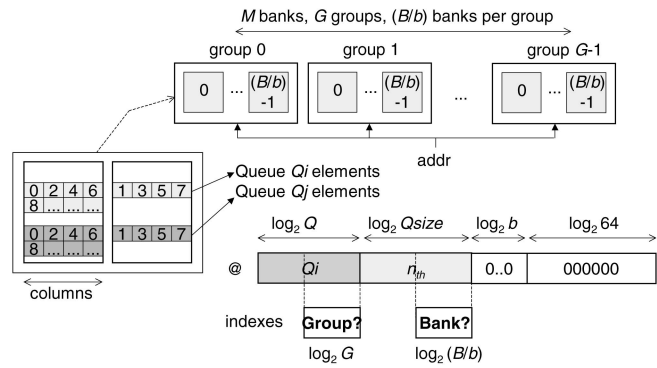 M banks, G groups, (B/b) banks per group
group 0 group 1 group G-1
0 ... (B/b) -1 0 ... (B/b) -1 ... 0 ... (B/b) -1
addr
Queue Qi elements
Queue Qj elements
0 2 4 6 1 3 5 7
8 ... ... ...
0 2 4 6 1 3 5 7
8 ... ... ...
columns
log2 Q log2 Qsize log2 b log2 64
@ Qi nth 0..0 000000
indexes Group? Bank?
log2 G log2 (B/b)